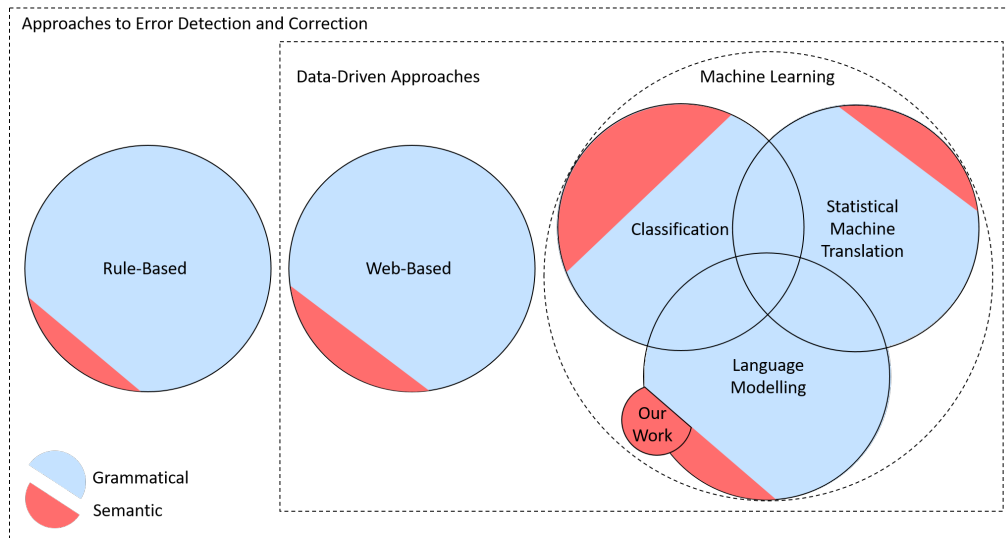 Approaches to Error Detection and Correction
Data-Driven Approaches
Machine Learning
Rule-Based
Web-Based
Classification
Statistical
Machine
Translation
Language
Modelling
Our
Work
Grammatical
Semantic